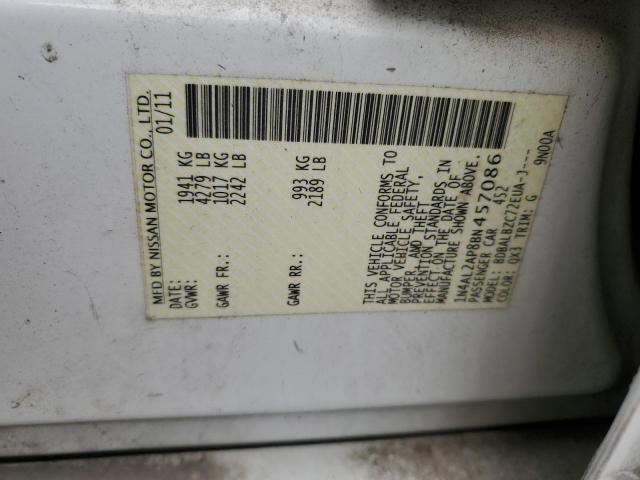 MFD BY NISSAN MOTOR CO., LTD.
DATE: 01/11
GVWR: 1941 KG
4279 LB
GAWR FR: 1017 KG
2242 LB
GAWR RR: 993 KG
2189 LB
THIS VEHICLE CONFORMS TO
ALL APPLICABLE FEDERAL
MOTOR VEHICLE SAFETY,
BUMPER, AND THEFT
PREVENTION STANDARDS IN
EFFECT ON THE DATE OF
MANUFACTURE SHOWN ABOVE.
1N4AL2AP8BN457086
PASSENGER CAR 452
MODEL: BDBALBZC72EUA-J---
COLOR: QX3 TRIM: G 9N00A